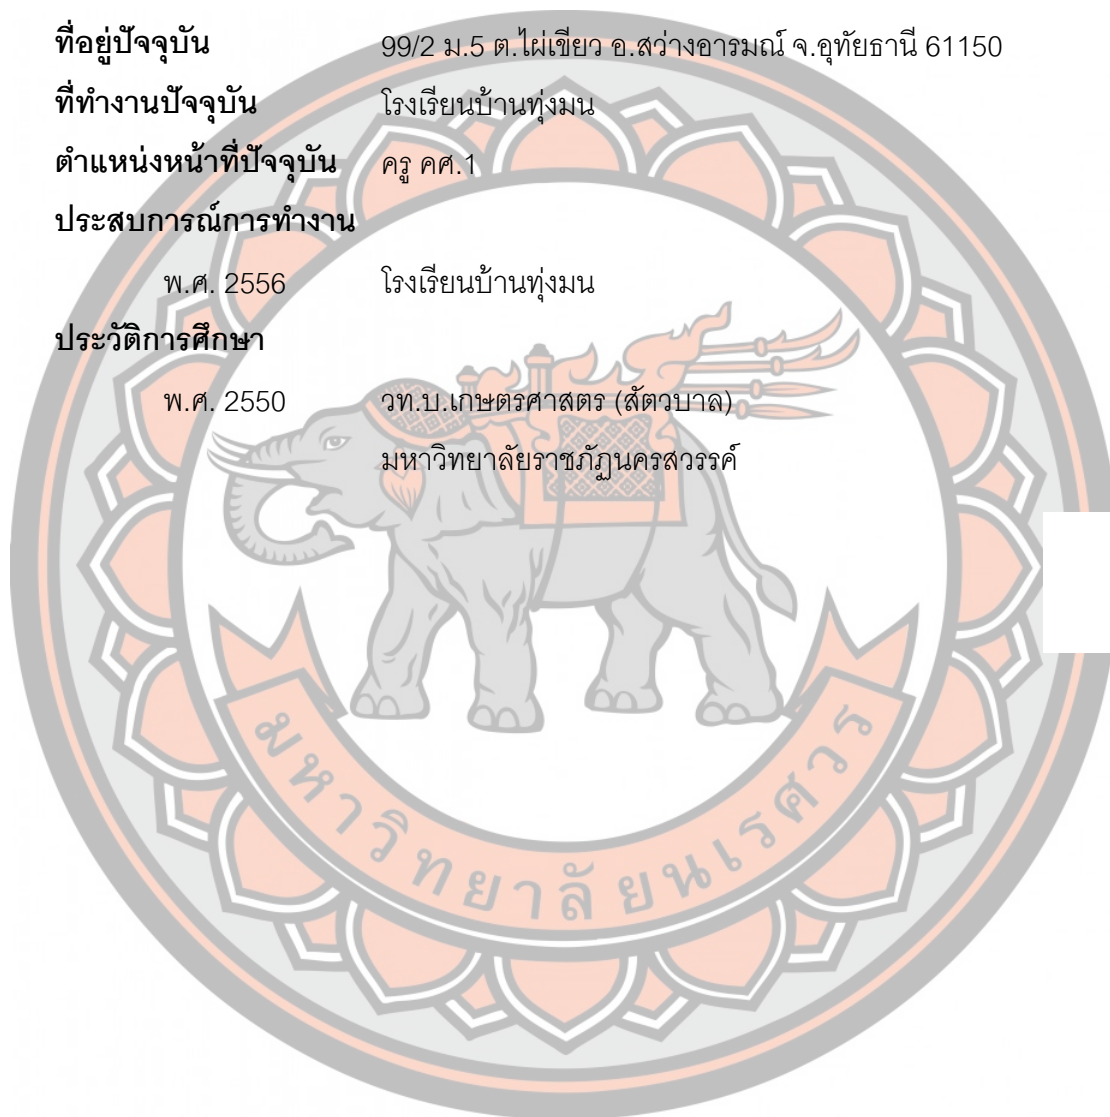 ที่อยู่ปัจจุบัน 99/2 ม.5 ต.ไผ่เขียว อ.สว่างอารมณ์ จ.อุทัยธานี 61150
ที่ทำงานปัจจุบัน โรงเรียนบ้านทุ่งมน
ตำแหน่งหน้าที่ปัจจุบัน ครู คศ.1
ประสบการณ์การทำงาน
พ.ศ. 2556 โรงเรียนบ้านทุ่งมน
ประวัติการศึกษา
พ.ศ. 2550 วท.บ.เกษตรศาสตร (สัตวบาล)
มหาวิทยาลัยราชภัฏนครสวรรค์
มหาวิทยาลัยนเรศวร